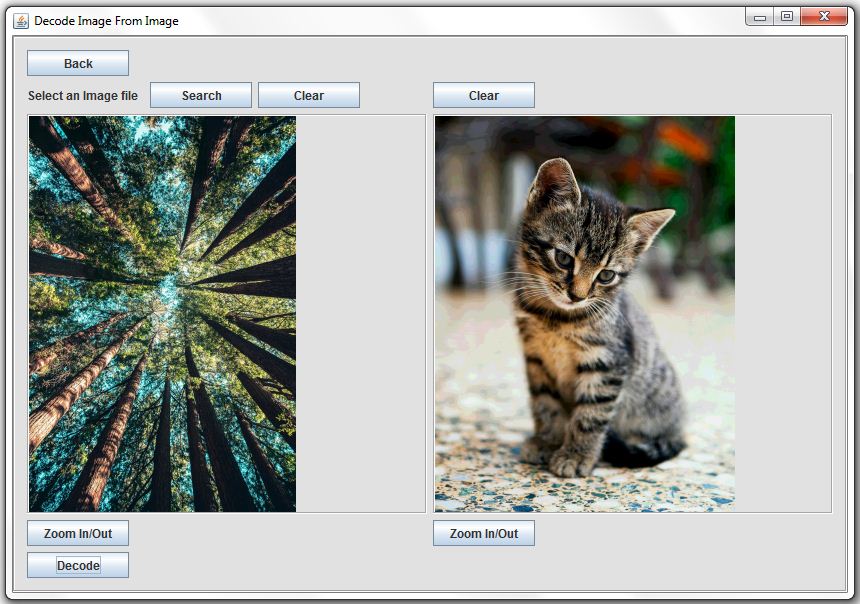 Decode Image From Image
Back
Select an Image file Search Clear Clear
Zoom In/Out Zoom In/Out
Decode